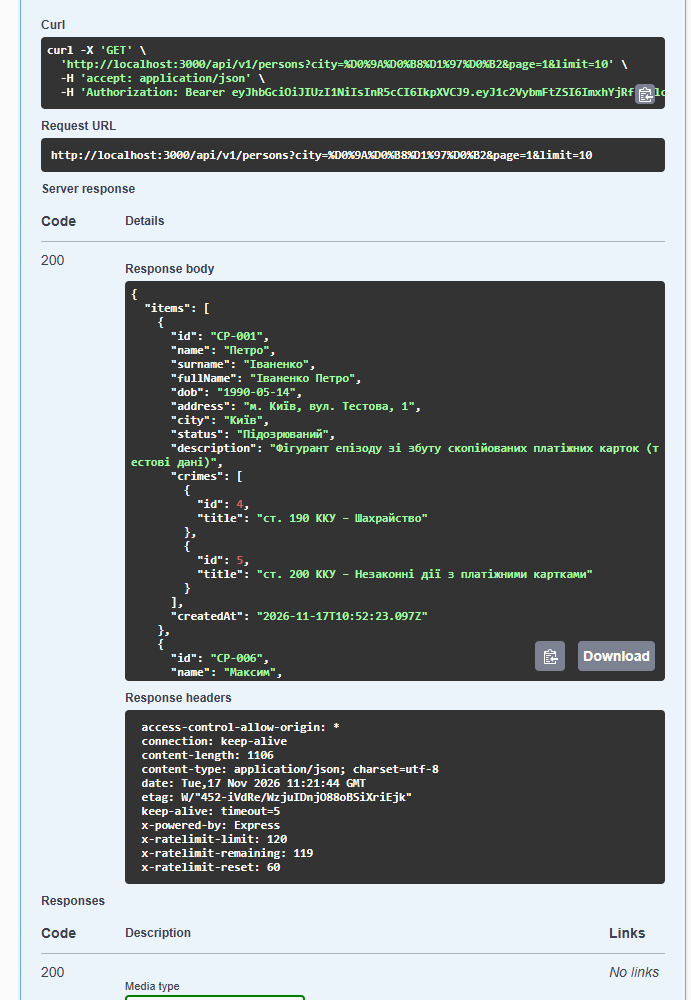 Curl
curl -X 'GET' \
'http://localhost:3000/api/v1/persons?city=%D0%9A%D0%B8%D1%97%D0%B2&page=1&limit=10' \
-H 'accept: application/json' \
-H 'Authorization: Bearer eyJhbGciOiJIUzI1NiIsInR5cCI6IkpXVCJ9.eyJ1c2VybmFtZSI6ImxhYjRf
Request URL
http://localhost:3000/api/v1/persons?city=%D0%9A%D0%B8%D1%97%D0%B2&page=1&limit=10
Server response
Code Details
200
Response body
{
"items": [
{
"id": "CP-001",
"name": "Петро",
"surname": "Іваненко",
"fullName": "Іваненко Петро",
"dob": "1990-05-14",
"address": "м. Київ, вул. Тестова, 1",
"city": "Київ",
"status": "Підозрюваний",
"description": "Фігурант епізоду зі збуту скопійованих платіжних карток (т
естові дані)",
"crimes": [
{
"id": 4,
"title": "ст. 190 ККУ – Шахрайство"
},
{
"id": 5,
"title": "ст. 200 ККУ – Незаконні дії з платіжними картками"
}
],
"createdAt": "2026-11-17T10:52:23.097Z"
},
{
"id": "CP-006",
"name": "Максим",
Download
Response headers
access-control-allow-origin: *
connection: keep-alive
content-length: 1106
content-type: application/json; charset=utf-8
date: Tue,17 Nov 2026 11:21:44 GMT
etag: W/"452-iVdRe/WzjuIDnjO88oBSiXriEjk"
keep-alive: timeout=5
x-powered-by: Express
x-ratelimit-limit: 120
x-ratelimit-remaining: 119
x-ratelimit-reset: 60
Responses
Code Description Links
200 No links
Media type